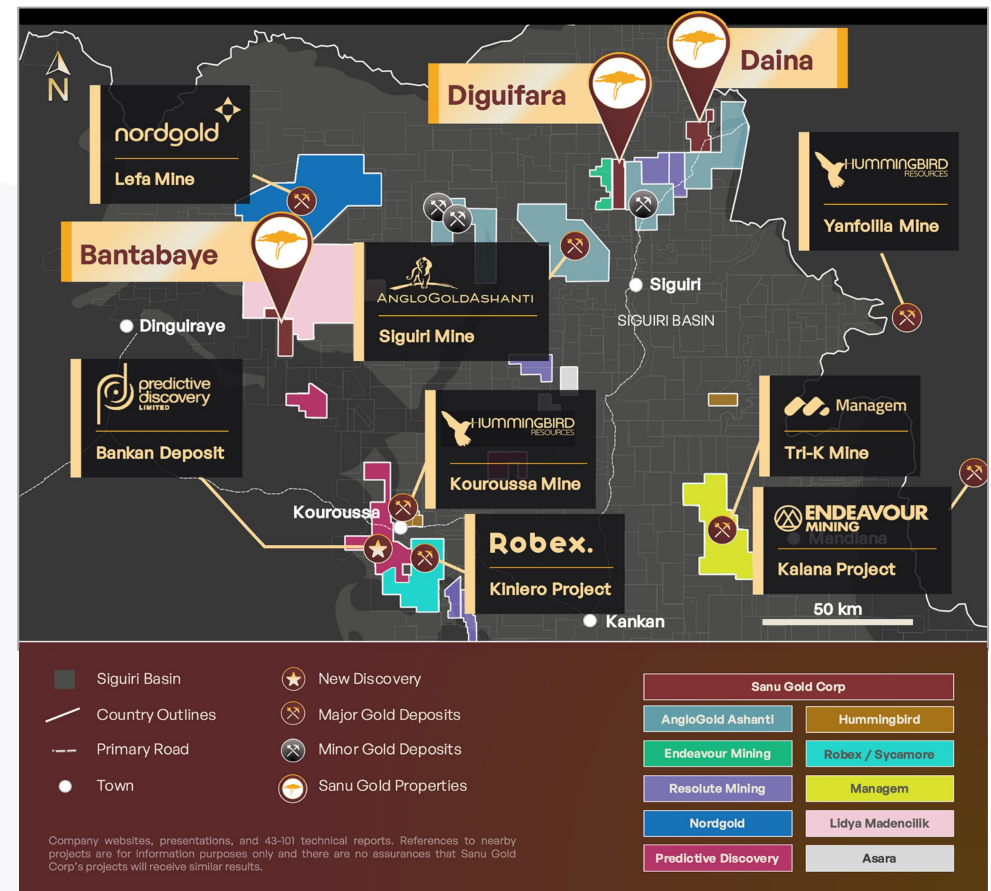 Daina
Diguifara
N
nordgold
Lefa Mine
HUMMINGBIRD
RESOURCES
Yanfolila Mine
Bantabaye
ANGLOGOLDASHANTI
Siguiri Mine
Siguiri
SIGUIRI BASIN
Dinguiraye
predictive
discovery
LIMITED
Bankan Deposit
HUMMINGBIRD
RESOURCES
Kouroussa Mine
Managem
Tri-K Mine
Kouroussa
Robex.
Kiniero Project
ENDEAVOUR
MINING
Mandiana
Kalana Project
50 km
Kankan
Siguiri Basin
Country Outlines
Primary Road
Town
New Discovery
Major Gold Deposits
Minor Gold Deposits
Sanu Gold Properties
Sanu Gold Corp
AngloGold Ashanti
Hummingbird
Endeavour Mining
Robex / Sycamore
Resolute Mining
Managem
Nordgold
Lidya Madencilik
Predictive Discovery
Asara
Company websites, presentations, and 43-101 technical reports. References to nearby
projects are for information purposes only and there are no assurances that Sanu Gold
Corp's projects will receive similar results.